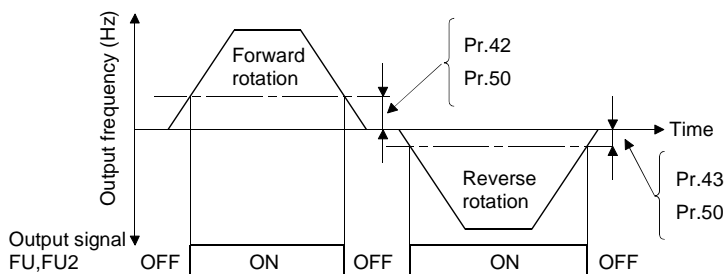 Output frequency (Hz)
Forward
rotation
Pr.42
Pr.50
Time
Reverse
rotation
Pr.43
Pr.50
Output signal
FU,FU2 OFF ON OFF ON OFF